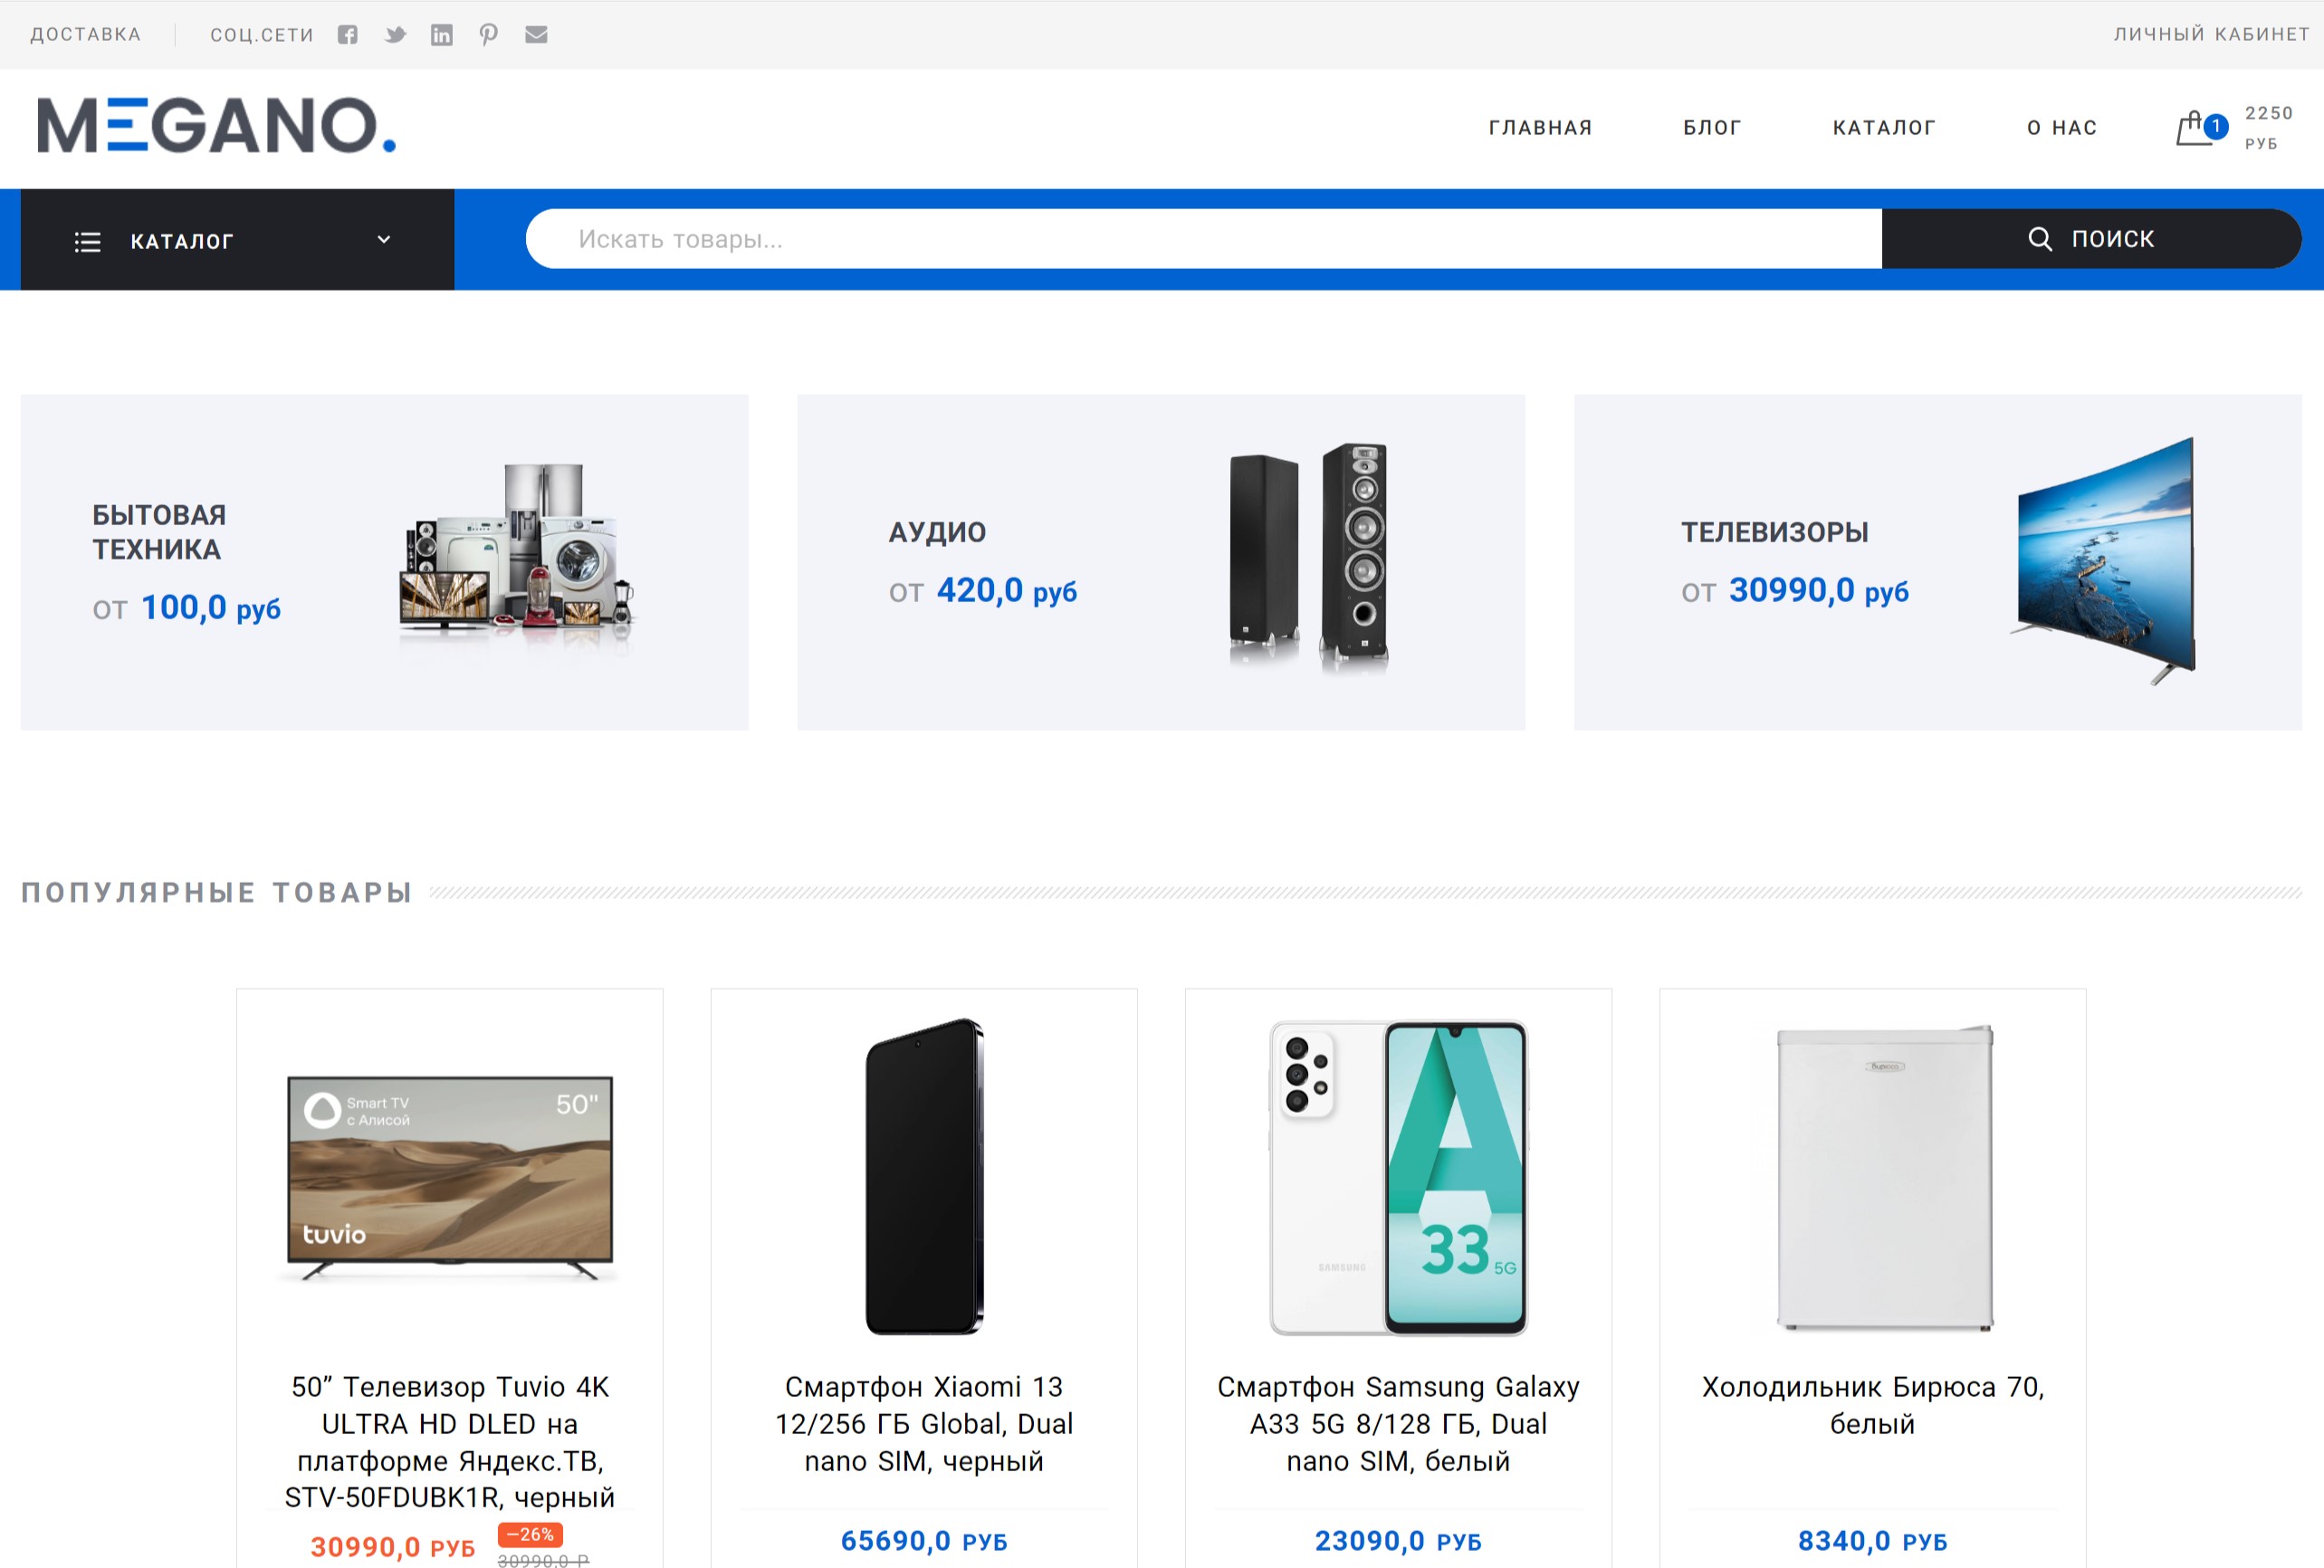 ДОСТАВКА
СОЦ.СЕТИ
ЛИЧНЫЙ КАБИНЕТ
MEGANO.
ГЛАВНАЯ
БЛОГ
КАТАЛОГ
О НАС
1
2250
РУБ
КАТАЛОГ
Искать товары...
ПОИСК
БЫТОВАЯ
ТЕХНИКА
от 100,0 руб
АУДИО
от 420,0 руб
ТЕЛЕВИЗОРЫ
от 30990,0 руб
ПОПУЛЯРНЫЕ ТОВАРЫ
Smart TV
с Алисой
50"
tuvio
50” Телевизор Tuvio 4K
ULTRA HD DLED на
платформе Яндекс.ТВ,
STV-50FDUBK1R, черный
30990,0 РУБ
−26%
30990,0 Р
Смартфон Xiaomi 13
12/256 ГБ Global, Dual
nano SIM, черный
65690,0 РУБ
SAMSUNG
A
33 5G
Смартфон Samsung Galaxy
A33 5G 8/128 ГБ, Dual
nano SIM, белый
23090,0 РУБ
Бирюса
Холодильник Бирюса 70,
белый
8340,0 РУБ